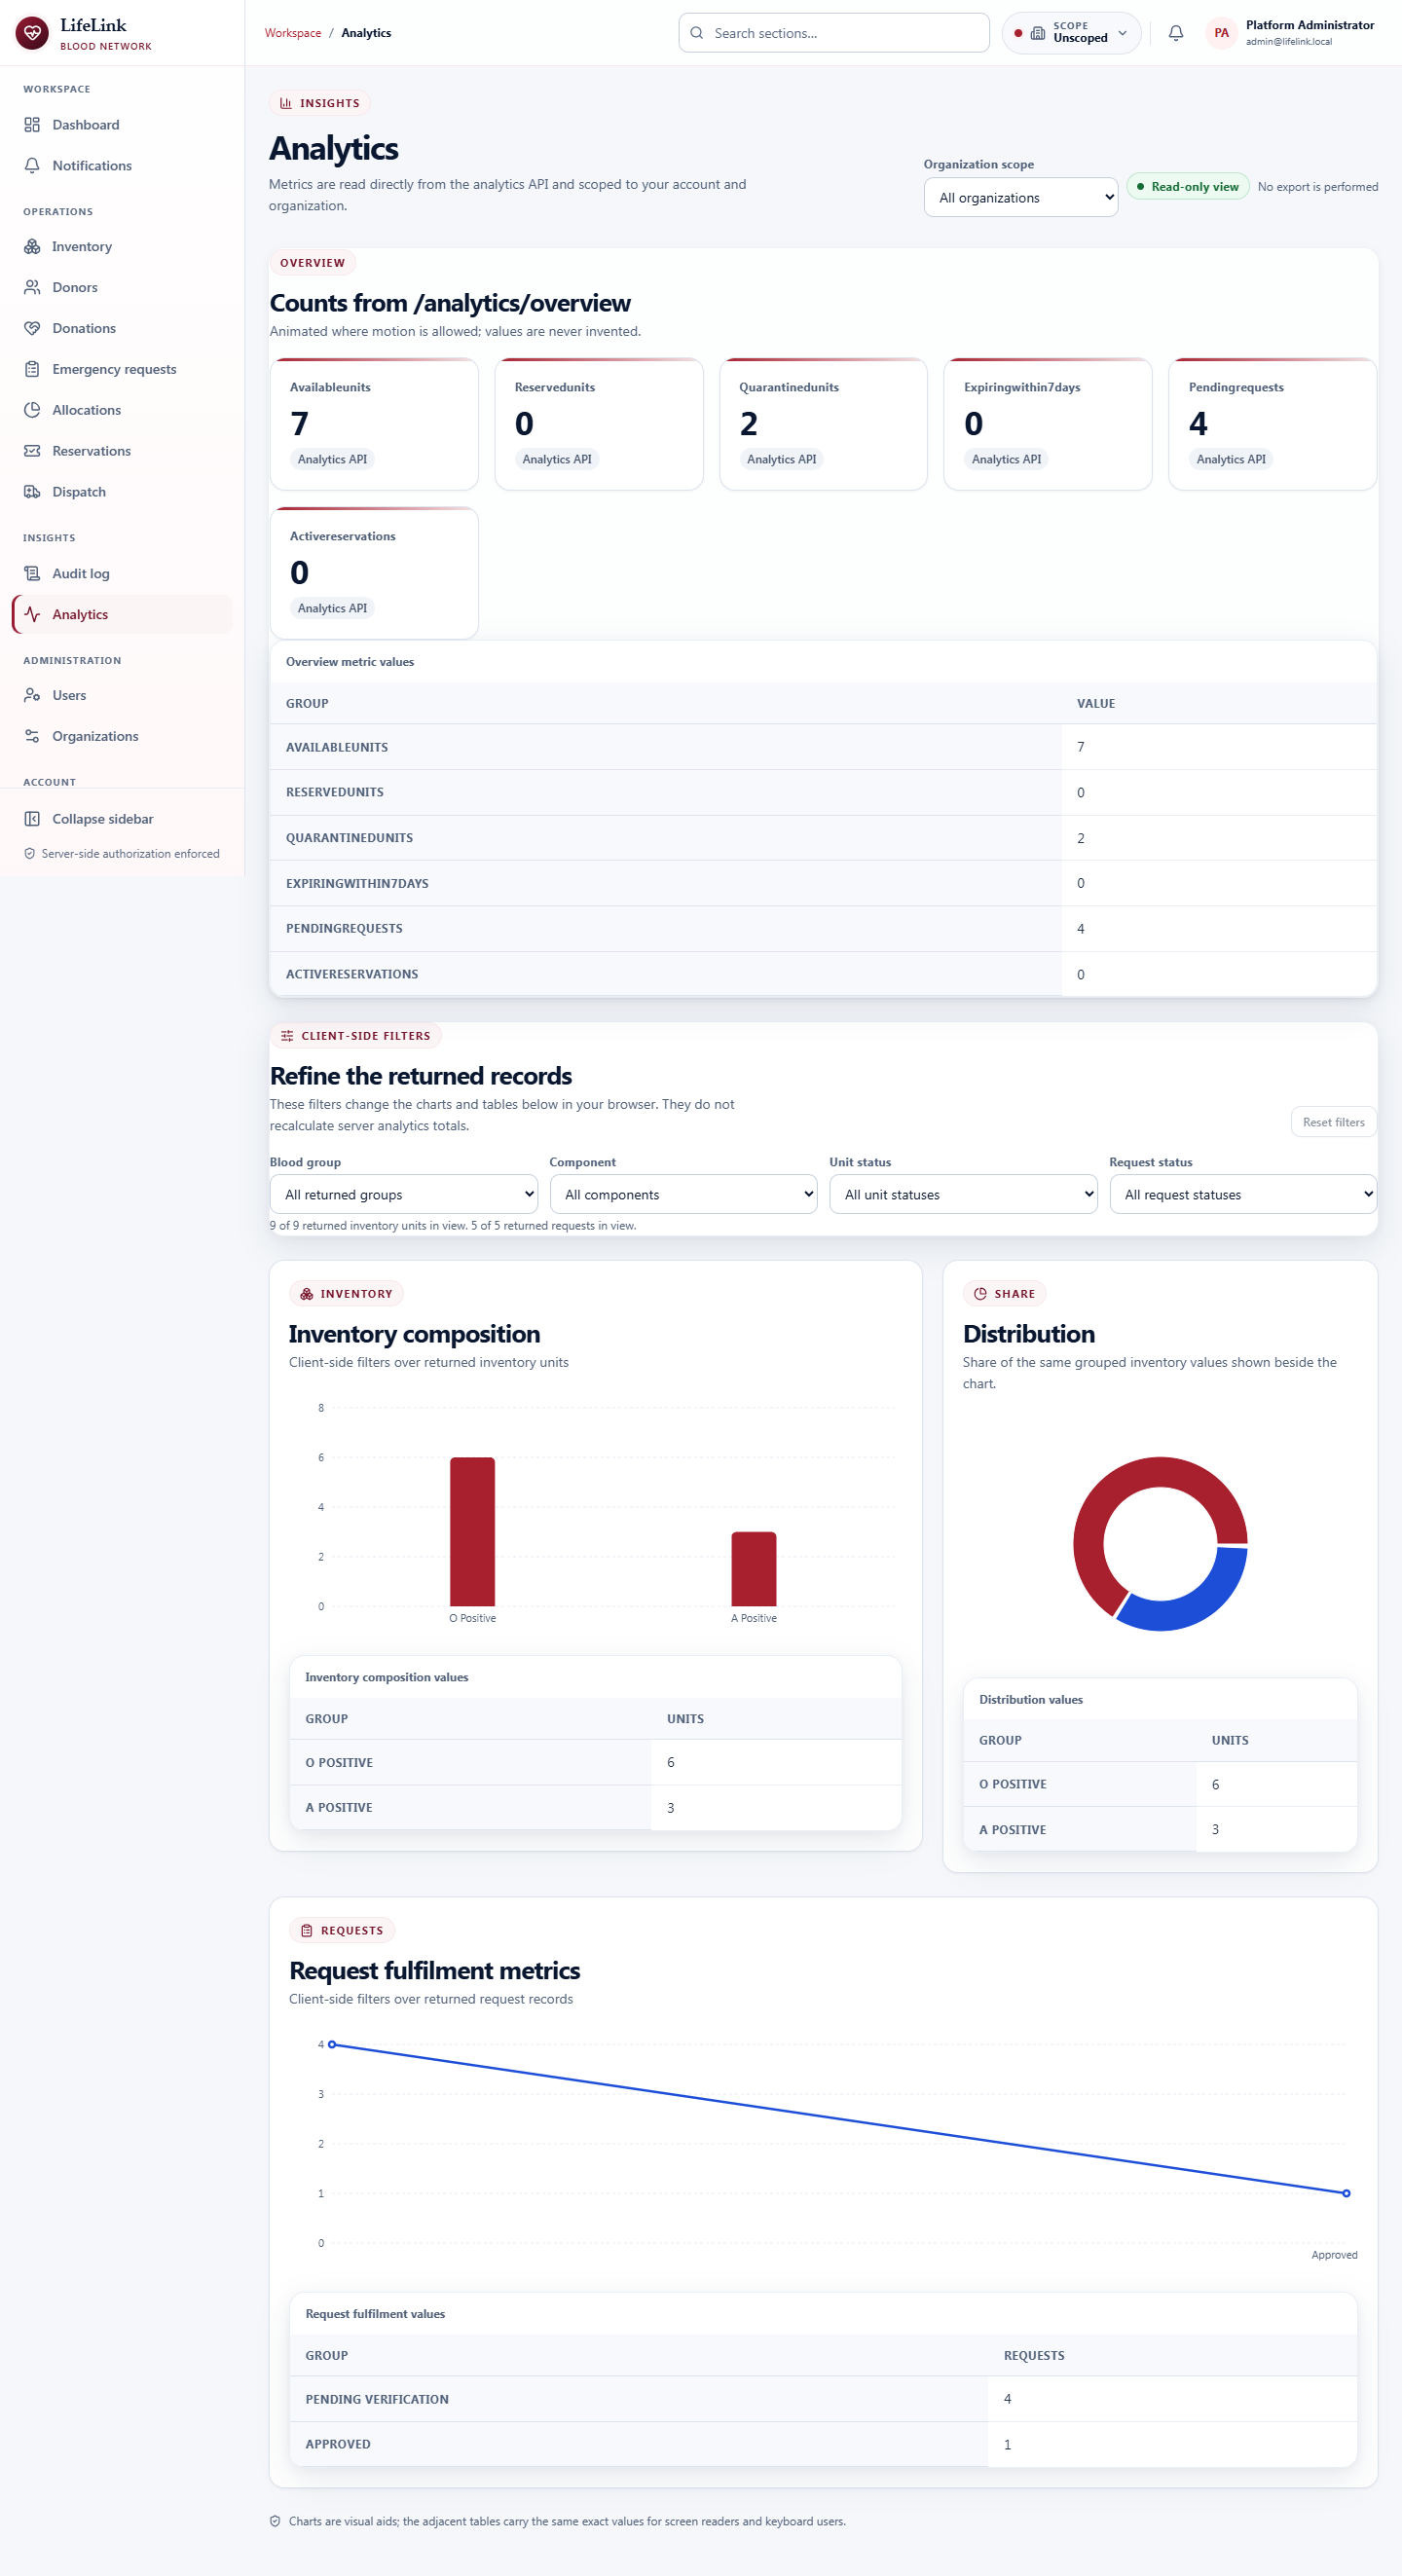 LifeLink
BLOOD NETWORK
WORKSPACE
Dashboard
Notifications
OPERATIONS
Inventory
Donors
Donations
Emergency requests
Allocations
Reservations
Dispatch
INSIGHTS
Audit log
Analytics
ADMINISTRATION
Users
Organizations
ACCOUNT
Collapse sidebar
Server-side authorization enforced
Workspace / Analytics
Search sections...
SCOPE
Unscoped
PA
Platform Administrator
admin@lifelink.local
INSIGHTS
Analytics
Metrics are read directly from the analytics API and scoped to your account and
organization.
Organization scope
All organizations
Read-only view
No export is performed
OVERVIEW
Counts from /analytics/overview
Animated where motion is allowed; values are never invented.
Availableunits
7
Analytics API
Reservedunits
0
Analytics API
Quarantinedunits
2
Analytics API
Expiringwithin7days
0
Analytics API
Pendingrequests
4
Analytics API
Activereservations
0
Analytics API
Overview metric values
GROUP VALUE
AVAILABLEUNITS 7
RESERVEDUNITS 0
QUARANTINEDUNITS 2
EXPIRINGWITHIN7DAYS 0
PENDINGREQUESTS 4
ACTIVERESERVATIONS 0
CLIENT-SIDE FILTERS
Refine the returned records
These filters change the charts and tables below in your browser. They do not
recalculate server analytics totals.
Reset filters
Blood group
All returned groups
Component
All components
Unit status
All unit statuses
Request status
All request statuses
9 of 9 returned inventory units in view. 5 of 5 returned requests in view.
INVENTORY
Inventory composition
Client-side filters over returned inventory units
8
6
4
2
0
O Positive
A Positive
Inventory composition values
GROUP UNITS
O POSITIVE 6
A POSITIVE 3
SHARE
Distribution
Share of the same grouped inventory values shown beside the
chart.
Distribution values
GROUP UNITS
O POSITIVE 6
A POSITIVE 3
REQUESTS
Request fulfilment metrics
Client-side filters over returned request records
4
3
2
1
0
Approved
Request fulfilment values
GROUP REQUESTS
PENDING VERIFICATION 4
APPROVED 1
Charts are visual aids; the adjacent tables carry the same exact values for screen readers and keyboard users.